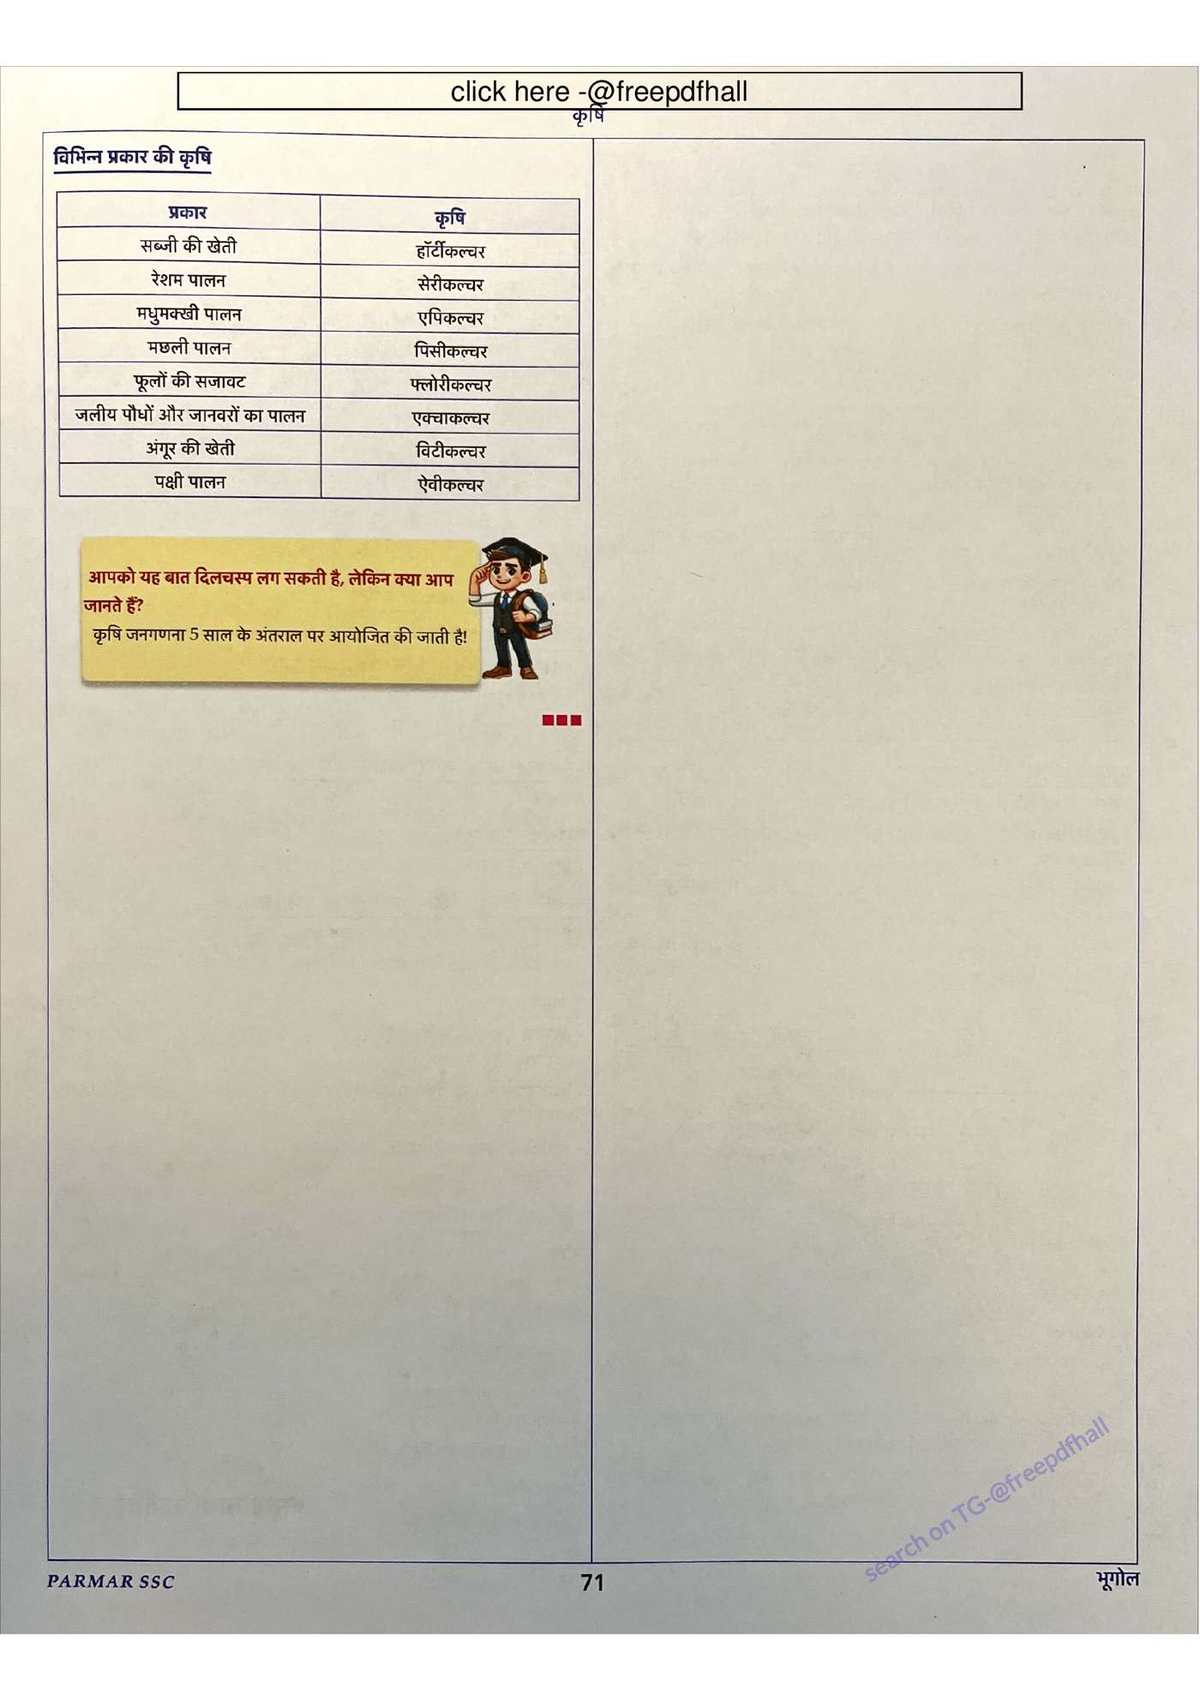 click here -@freepdfhall
कृषि
विभिन्न प्रकार की कृषि
प्रकार कृषि
सब्जी की खेती हॉर्टीकल्चर
रेशम पालन सेरीकल्चर
मधुमक्खी पालन एपिकल्चर
मछली पालन पिसीकल्चर
फूलों की सजावट फ्लोरीकल्चर
जलीय पौधों और जानवरों का पालन एक्चाकल्चर
अंगूर की खेती विटीकल्चर
पक्षी पालन ऐवीकल्चर
आपको यह बात दिलचस्प लग सकती है, लेकिन क्या आप
जानते हैं?
कृषि जनगणना 5 साल के अंतराल पर आयोजित की जाती है!
search on TG-@freepdfhall
PARMAR SSC 71 भूगोल